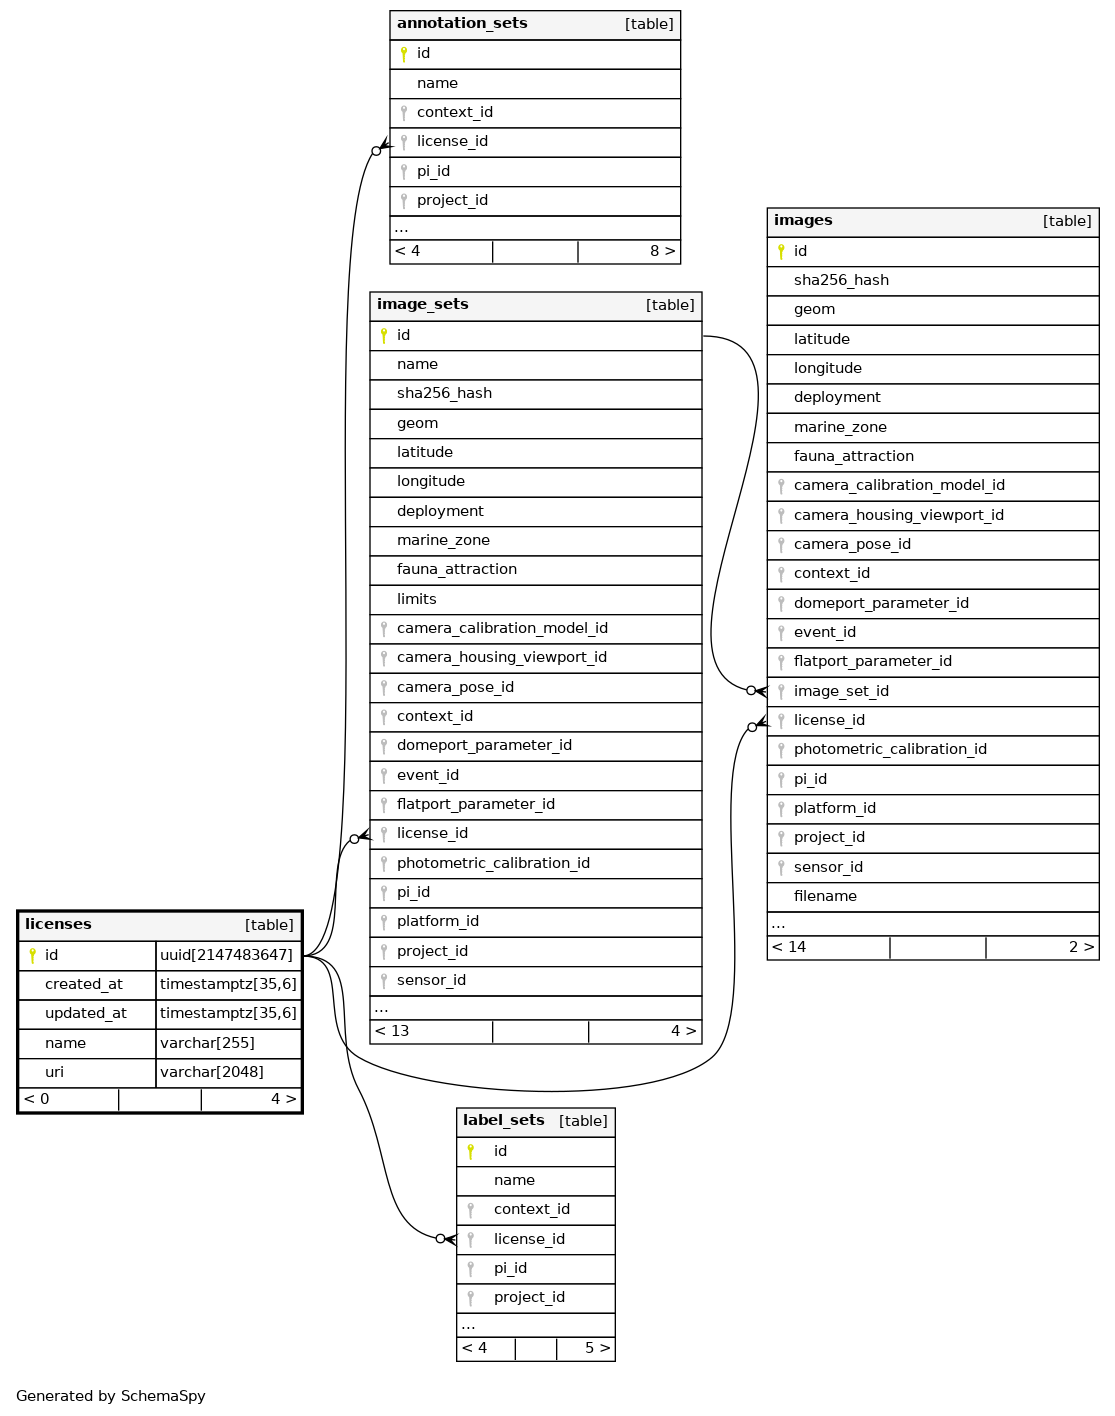 annotation_sets [table]
id
name
context_id
license_id
pi_id
project_id
...
< 4 8 >
image_sets [table]
id
name
sha256_hash
geom
latitude
longitude
deployment
marine_zone
fauna_attraction
limits
camera_calibration_model_id
camera_housing_viewport_id
camera_pose_id
context_id
domeport_parameter_id
event_id
flatport_parameter_id
license_id
photometric_calibration_id
pi_id
platform_id
project_id
sensor_id
...
< 13 4 >
images [table]
id
sha256_hash
geom
latitude
longitude
deployment
marine_zone
fauna_attraction
camera_calibration_model_id
camera_housing_viewport_id
camera_pose_id
context_id
domeport_parameter_id
event_id
flatport_parameter_id
image_set_id
license_id
photometric_calibration_id
pi_id
platform_id
project_id
sensor_id
filename
...
< 14 2 >
licenses [table]
id uuid[2147483647]
created_at timestamptz[35,6]
updated_at timestamptz[35,6]
name varchar[255]
uri varchar[2048]
< 0 4 >
label_sets [table]
id
name
context_id
license_id
pi_id
project_id
...
< 4 5 >
Generated by SchemaSpy